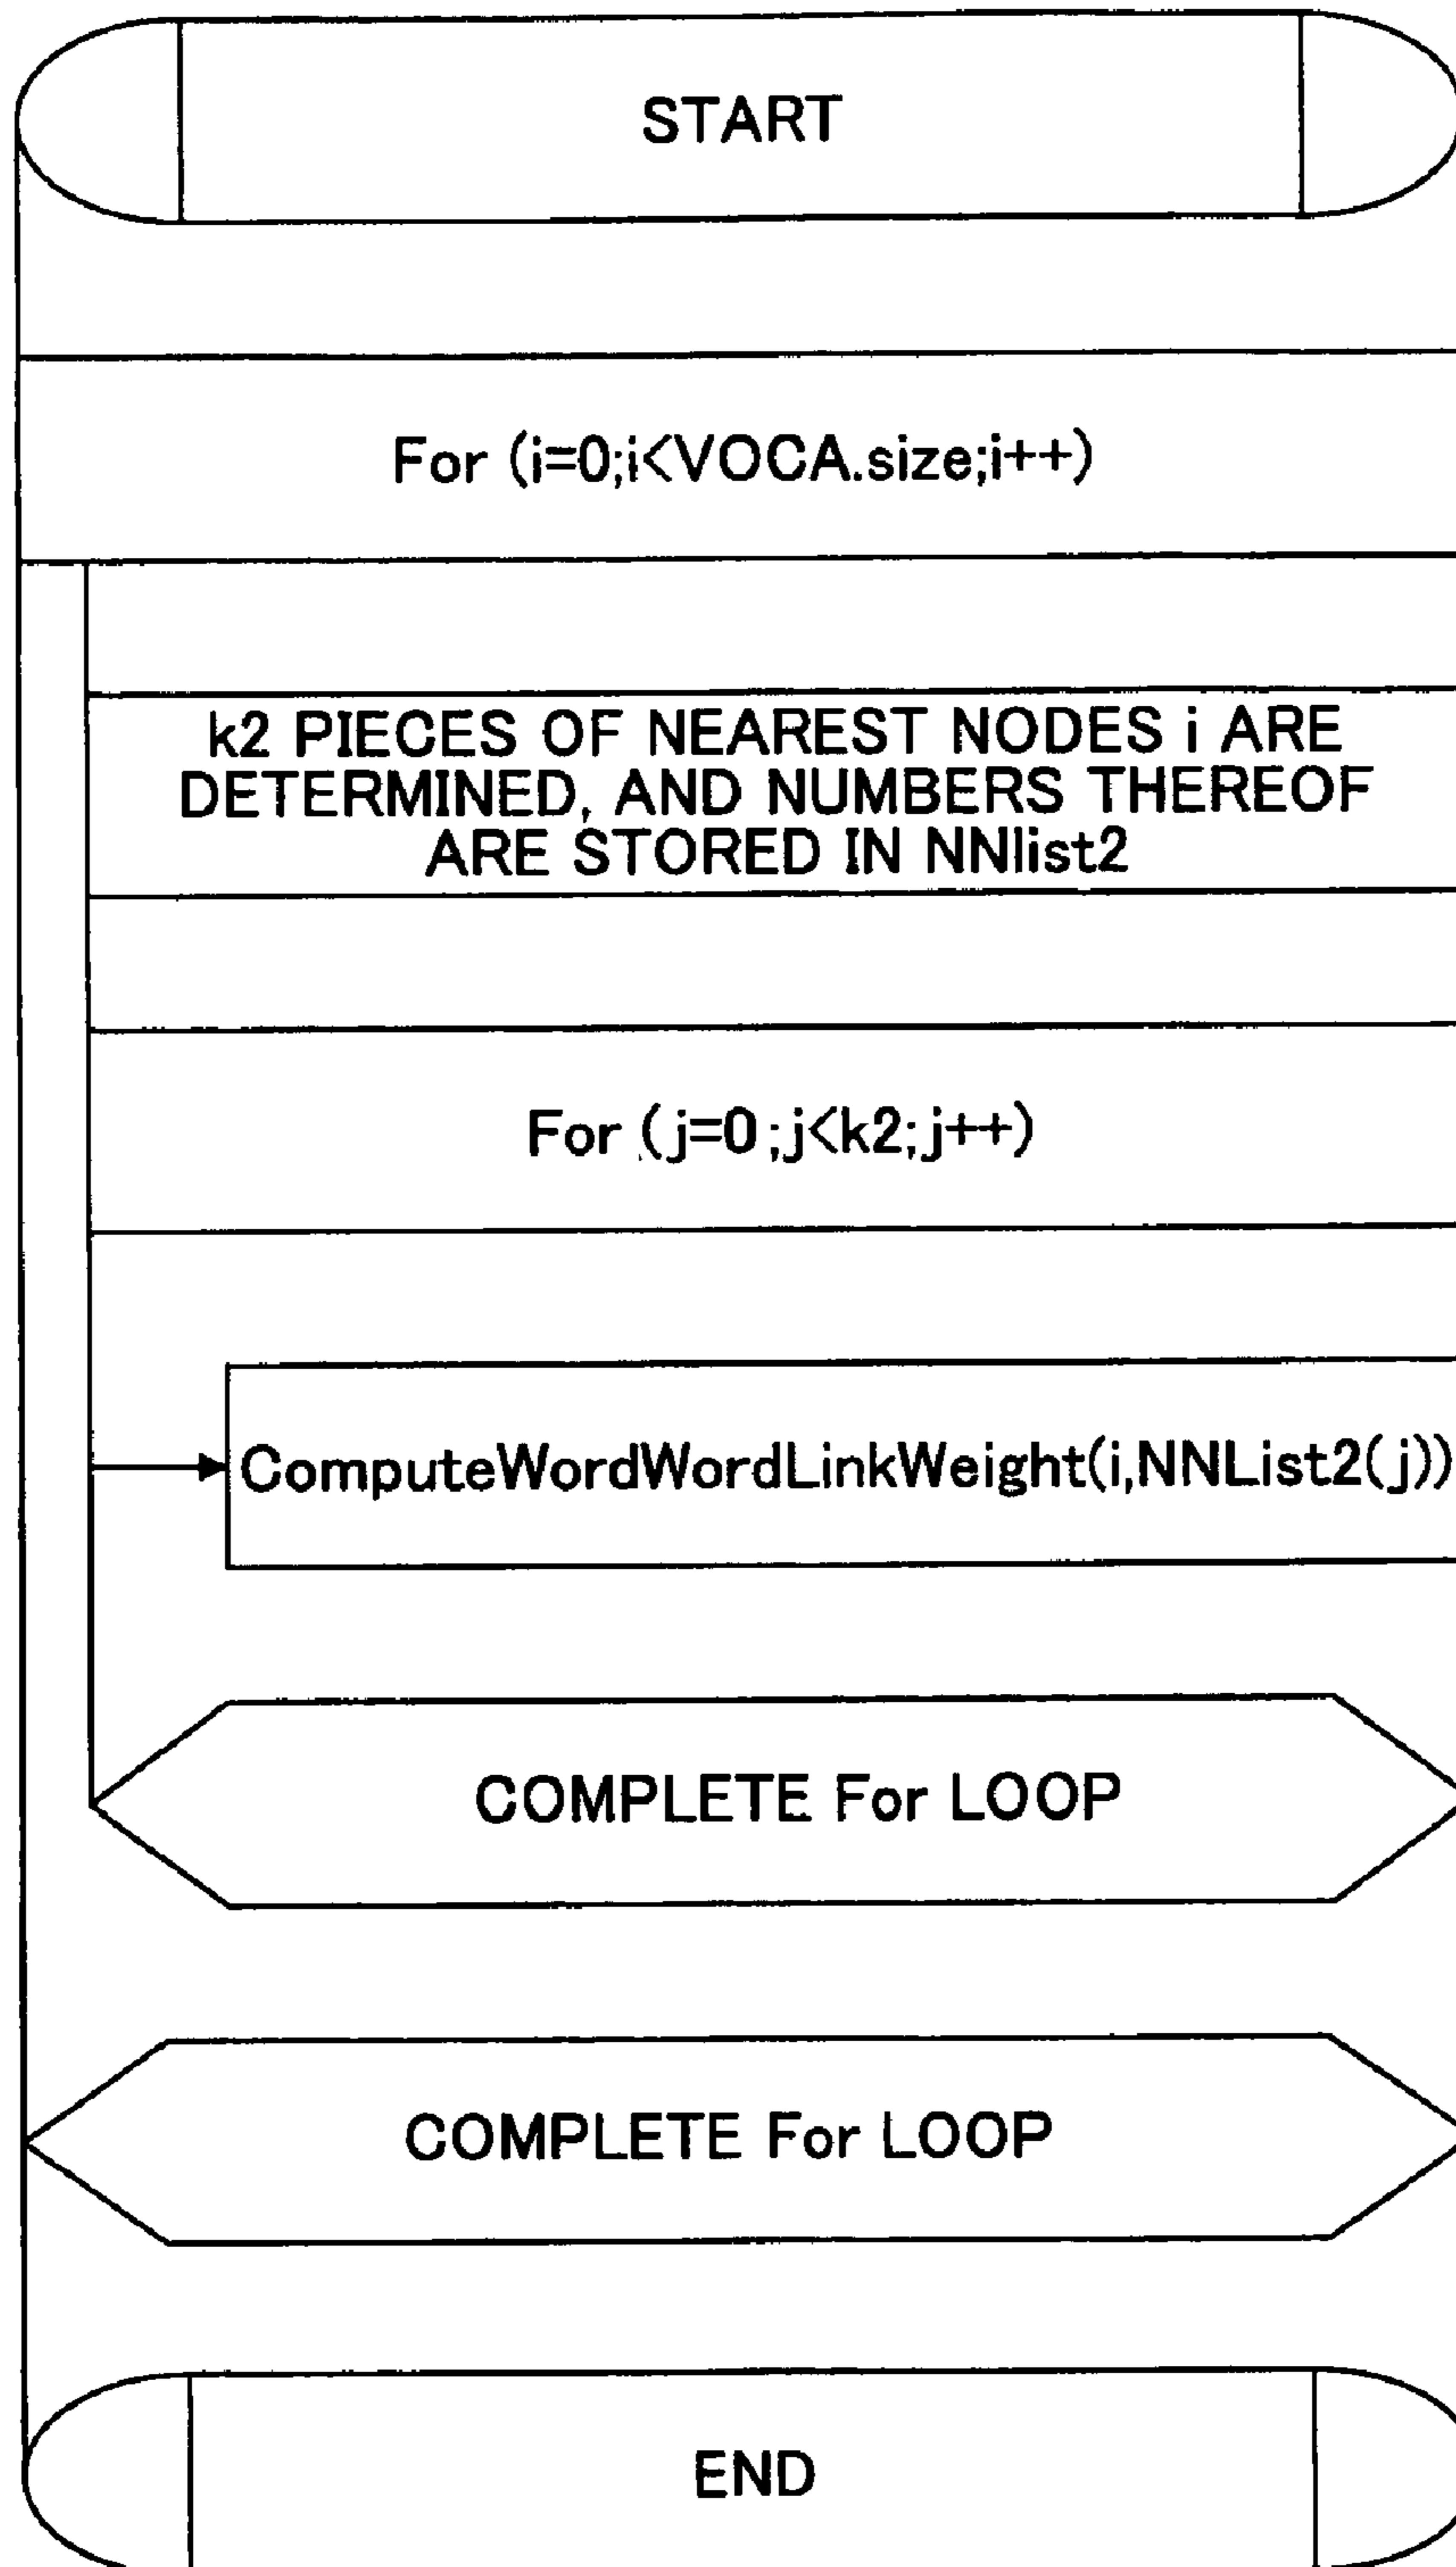 START
For (i=0;i<VOCA.size;i++)
k2 PIECES OF NEAREST NODES i ARE
DETERMINED, AND NUMBERS THEREOF
ARE STORED IN NNlist2
For (j=0;j<k2;j++)
ComputeWordWordLinkWeight(i,NNList2(j))
COMPLETE For LOOP
COMPLETE For LOOP
END